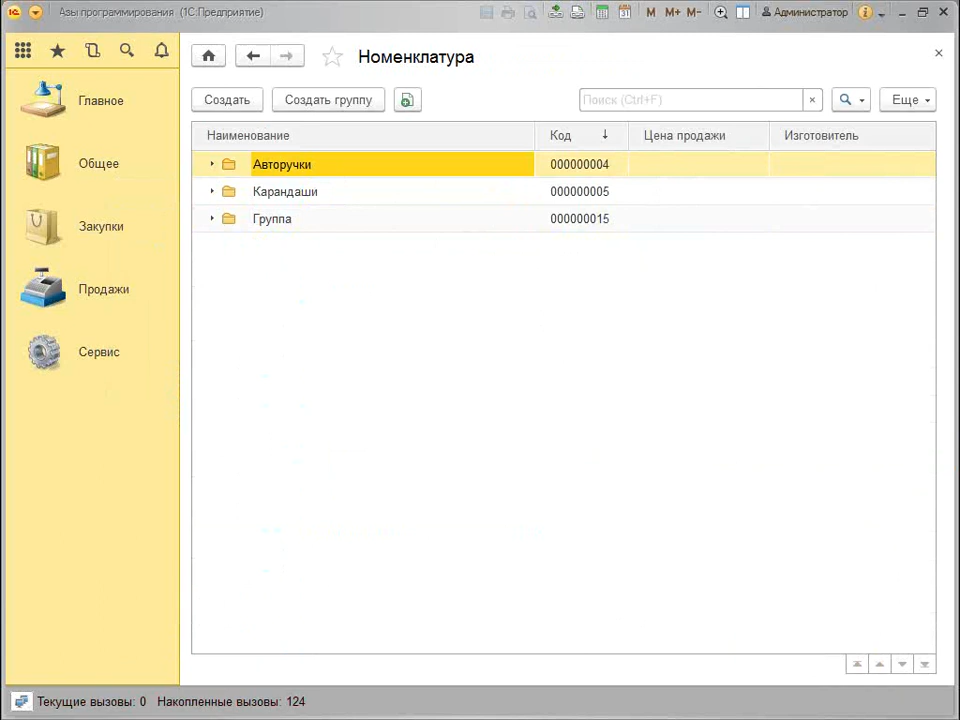 Азы программирования (1С:Предприятие)
M M+ M- Администратор
Номенклатура
Создать Создать группу Поиск (Ctrl+F) Еще
Наименование Код Цена продажи Изготовитель
Авторучки 000000004
Карандаши 000000005
Группа 000000015
Главное
Общее
Закупки
Продажи
Сервис
Текущие вызовы: 0 Накопленные вызовы: 124